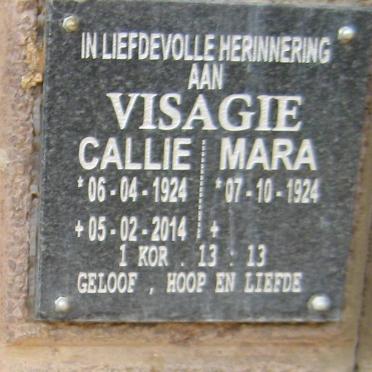 IN LIEFDEVOLLE HERINNERING
AAN
VISAGIE
CALLIE MARA
* 06 - 04 - 1924 * 07 - 10 - 1924
+ 05 - 02 - 2014 +
1 KOR . 13 : 13
GELOOF , HOOP EN LIEFDE